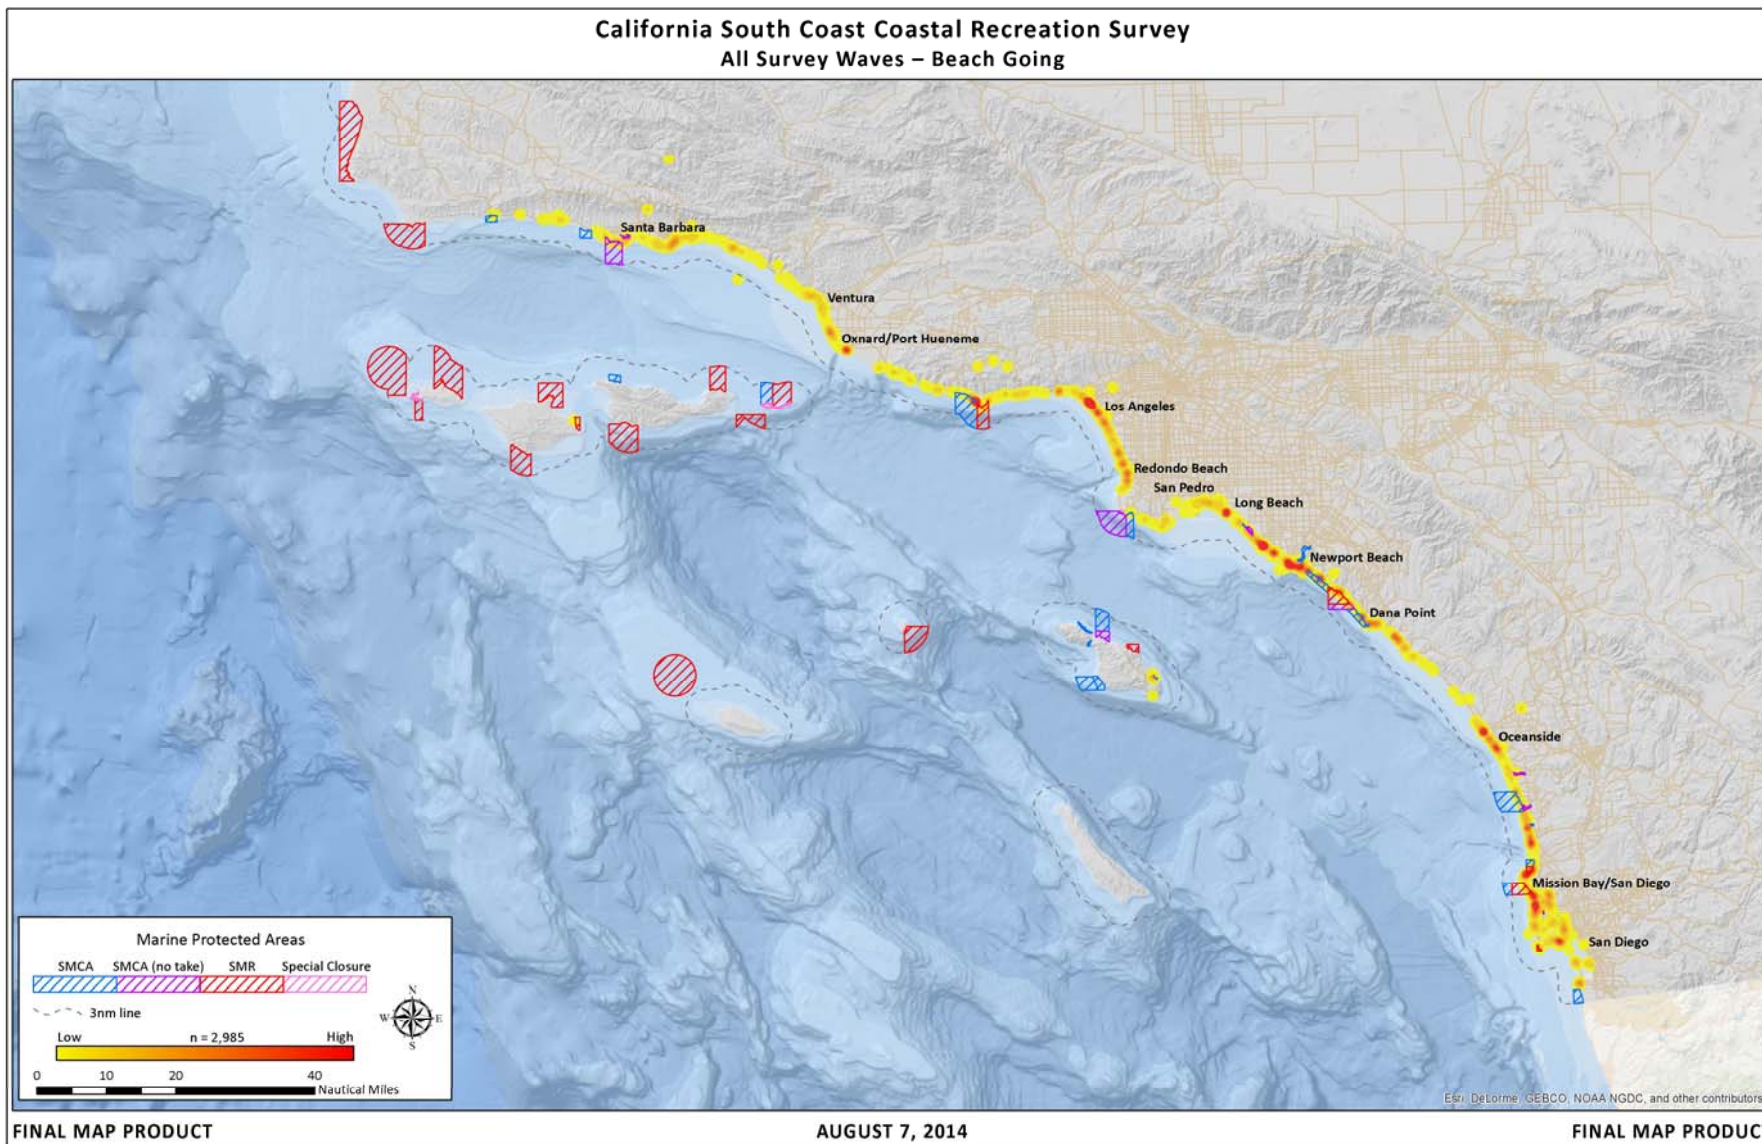 California South Coast Coastal Recreation Survey
All Survey Waves – Beach Going
Santa Barbara
Ventura
Oxnard/Port Hueneme
Los Angeles
Redondo Beach
San Pedro
Long Beach
Newport Beach
Dana Point
Oceanside
Mission Bay/San Diego
San Diego
Marine Protected Areas
SMCA SMCA (no take) SMR Special Closure
3nm line
Low n = 2,985 High
0 10 20 40
Nautical Miles
N
W E
S
Esri, DeLorme, GEBCO, NOAA NGDC, and other contributors
FINAL MAP PRODUCT AUGUST 7, 2014 FINAL MAP PRODUC